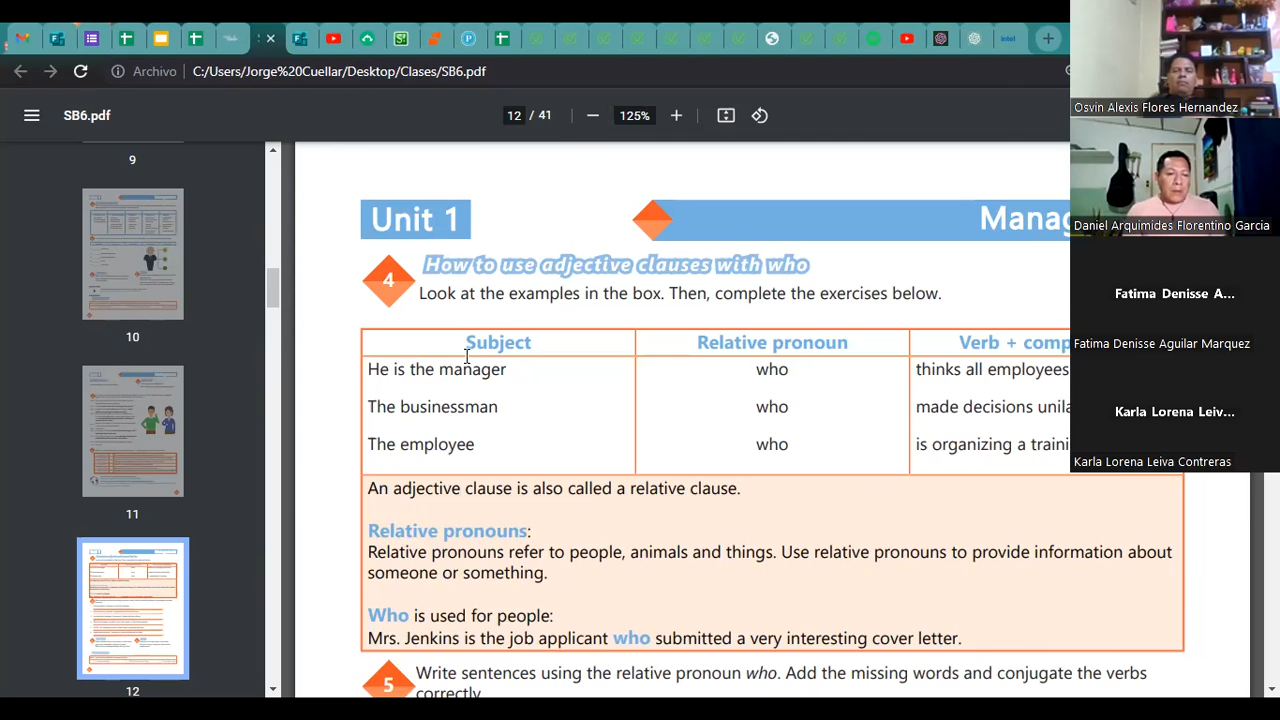 Archivo
C:/Users/Jorge%20Cuellar/Desktop/Clases/SB6.pdf
SB6.pdf
12 / 41
125%
9
10
11
12
Unit 1
Mana
4
How to use adjective clauses with who
Look at the examples in the box. Then, complete the exercises below.
Subject
Relative pronoun
Verb + comp
He is the manager
who
thinks all employees
The businessman
who
made decisions unila
The employee
who
is organizing a traini
An adjective clause is also called a relative clause.
Relative pronouns:
Relative pronouns refer to people, animals and things. Use relative pronouns to provide information about
someone or something.
Who is used for people:
Mrs. Jenkins is the job applicant who submitted a very interesting cover letter.
5
Write sentences using the relative pronoun who. Add the missing words and conjugate the verbs
correctly
Osvin Alexis Flores Hernandez
Daniel Arquimides Florentino Garcia
Fatima Denisse A...
Fatima Denisse Aguilar Marquez
Karla Lorena Leiv...
Karla Lorena Leiva Contreras